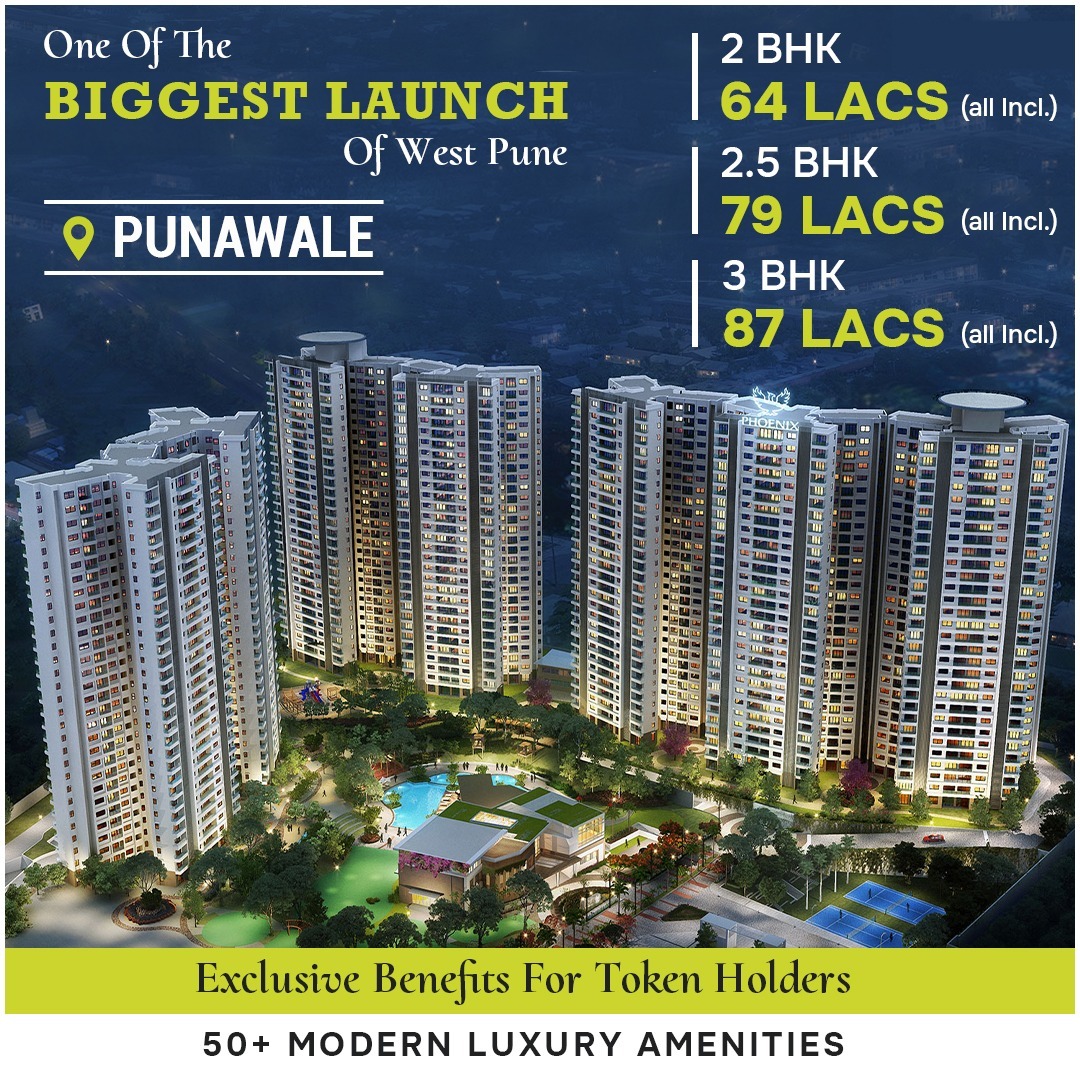 One Of The
BIGGEST LAUNCH
Of West Pune
PUNAWALE
2 BHK
64 LACS (all Incl.)
2.5 BHK
79 LACS (all Incl.)
3 BHK
87 LACS (all Incl.)
PHOENIX
Exclusive Benefits For Token Holders
50+ MODERN LUXURY AMENITIES